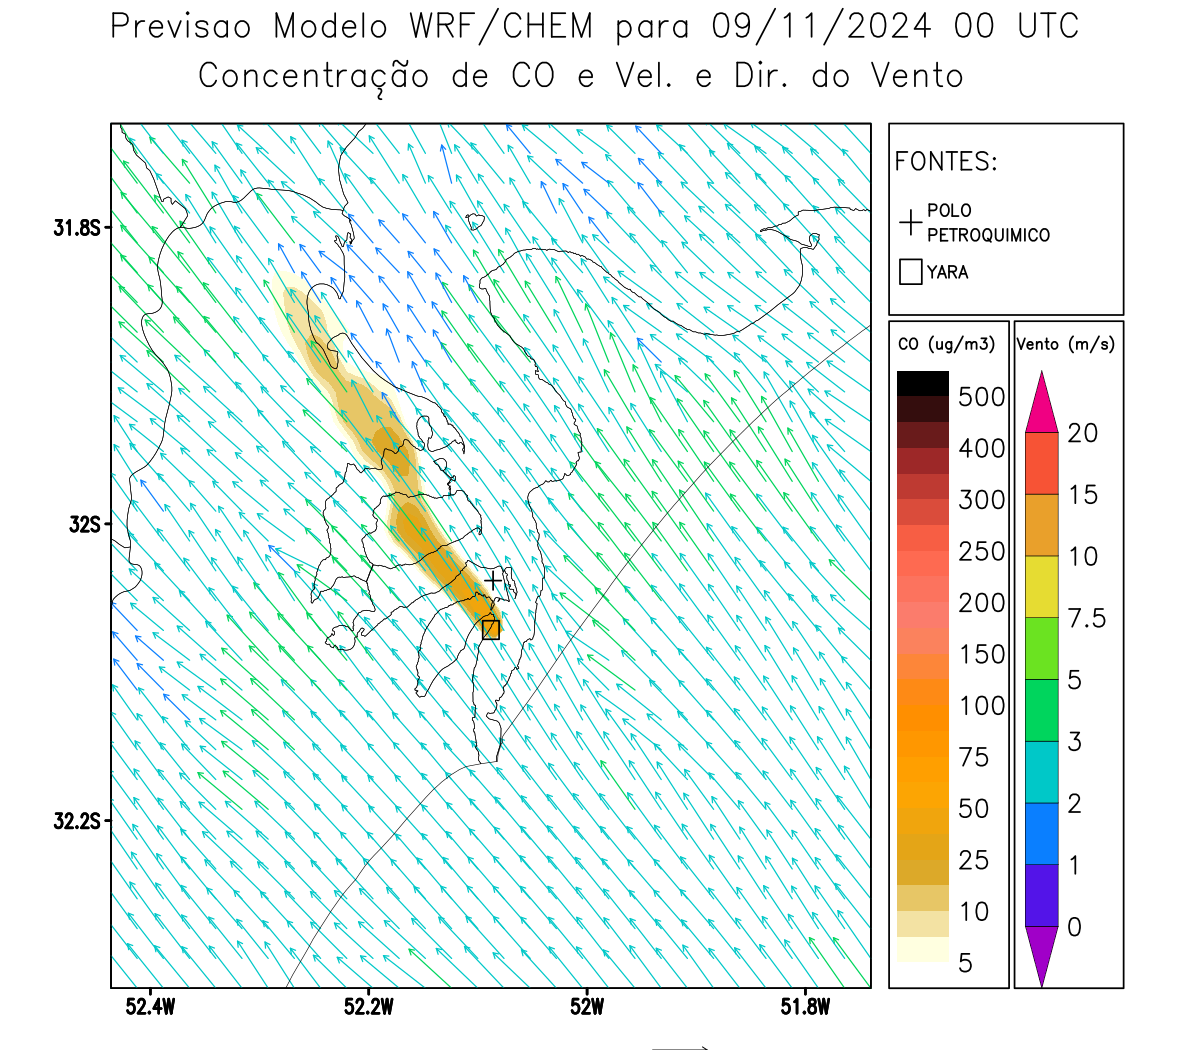 Previsao Modelo WRF/CHEM para 09/11/2024 00 UTC
Concentração de CO e Vel. e Dir. do Vento
FONTES:
POLO
PETROQUIMICO
YARA
31.8S
32S
32.2S
52.4W
52.2W
52W
51.8W
CO (ug/m3)
500
400
300
250
200
150
100
75
50
25
10
5
Vento (m/s)
20
15
10
7.5
5
3
2
1
0